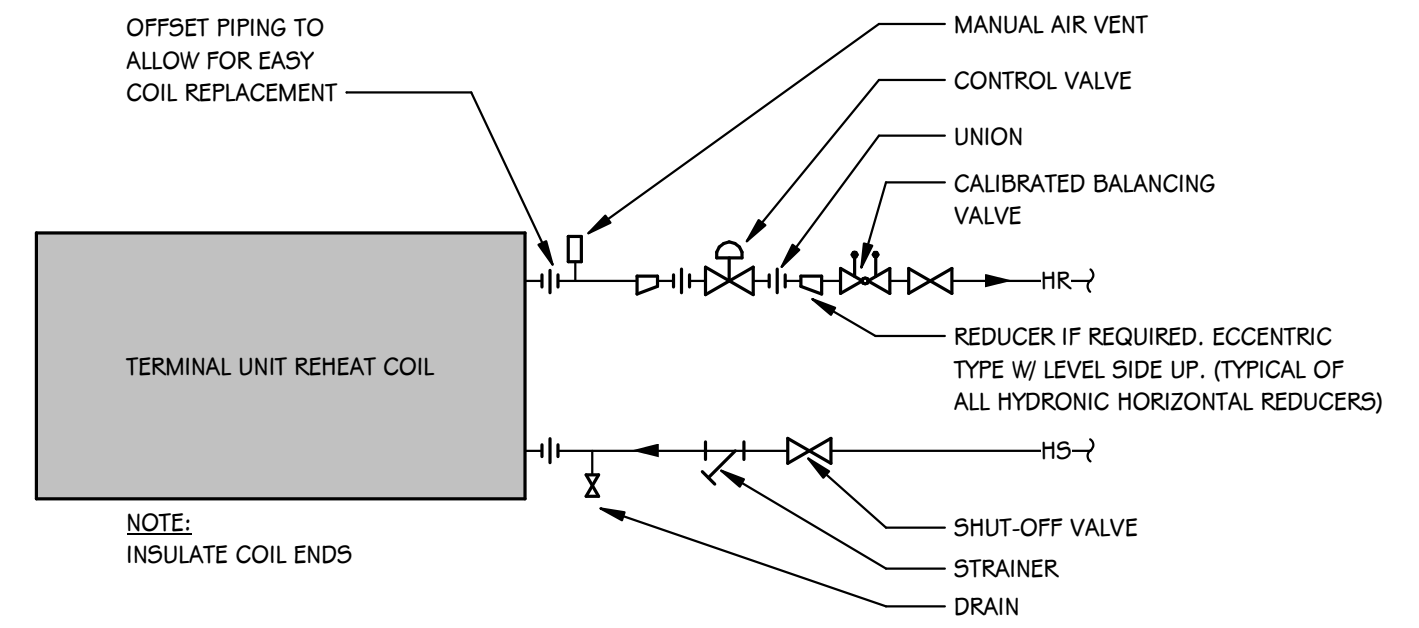 OFFSET PIPING TO
ALLOW FOR EASY
COIL REPLACEMENT
MANUAL AIR VENT
CONTROL VALVE
UNION
CALIBRATED BALANCING
VALVE
HR
TERMINAL UNIT REHEAT COIL
REDUCER IF REQUIRED. ECCENTRIC
TYPE W/ LEVEL SIDE UP. (TYPICAL OF
ALL HYDRONIC HORIZONTAL REDUCERS)
HS
NOTE:
INSULATE COIL ENDS
SHUT-OFF VALVE
STRAINER
DRAIN